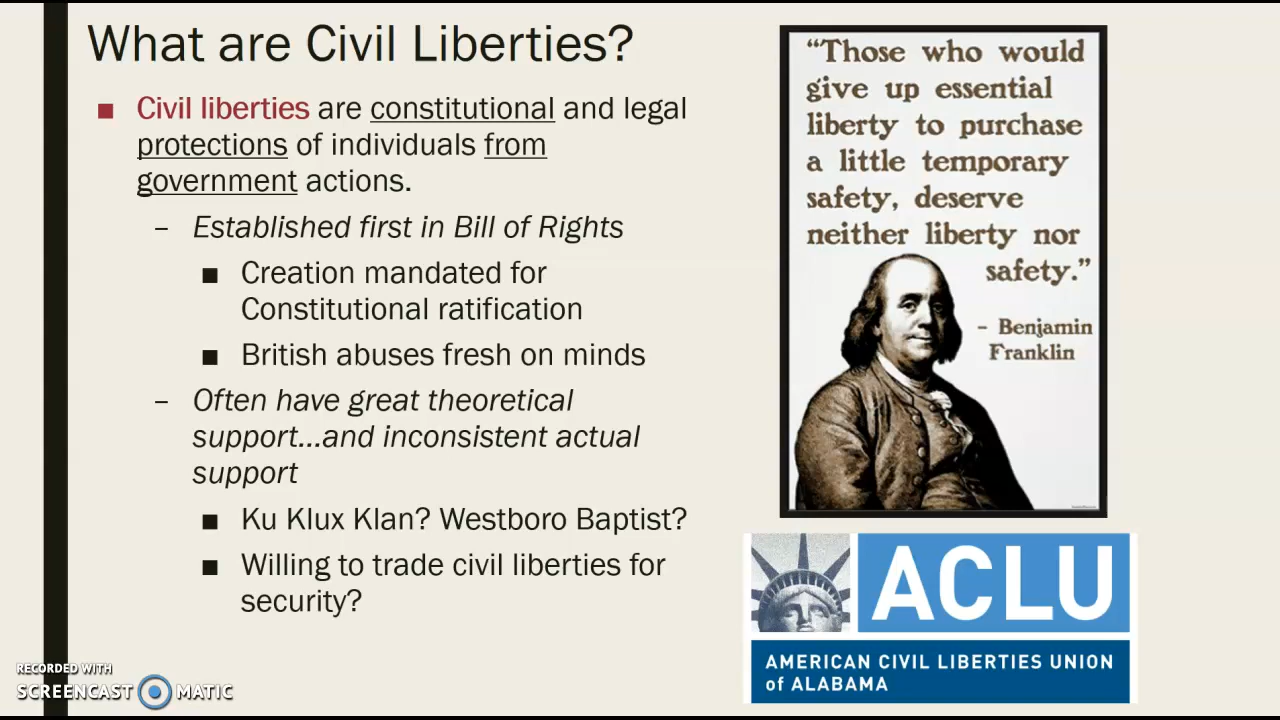 What are Civil Liberties?
■ Civil liberties are constitutional and legal
protections of individuals from
government actions.
– Established first in Bill of Rights
■ Creation mandated for
Constitutional ratification
■ British abuses fresh on minds
– Often have great theoretical
support...and inconsistent actual
support
■ Ku Klux Klan? Westboro Baptist?
■ Willing to trade civil liberties for
security?
“Those who would
give up essential
liberty to purchase
a little temporary
safety, deserve
neither liberty nor
safety.”
– Benjamin
Franklin
ACLU
AMERICAN CIVIL LIBERTIES UNION
of ALABAMA
RECORDED WITH
SCREENCAST MATIC